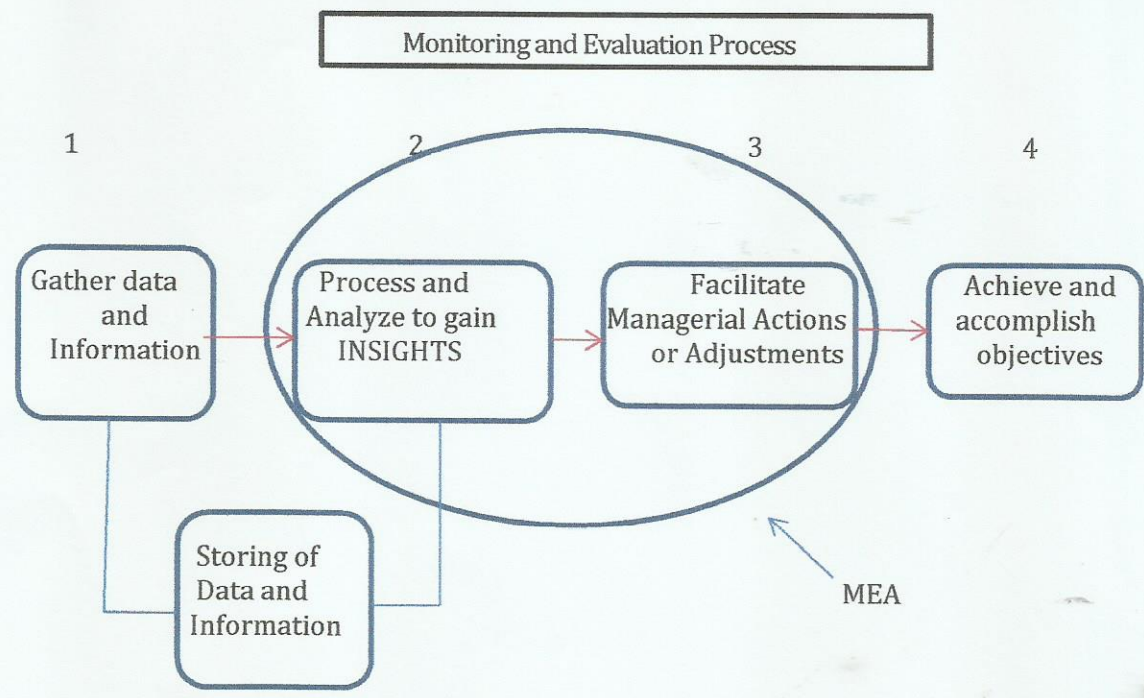 Monitoring and Evaluation Process
1
2
3
4
Gather data
and
Information
Process and
Analyze to gain
INSIGHTS
Facilitate
Managerial Actions
or Adjustments
Achieve and
accomplish
objectives
Storing of
Data and
Information
MEA